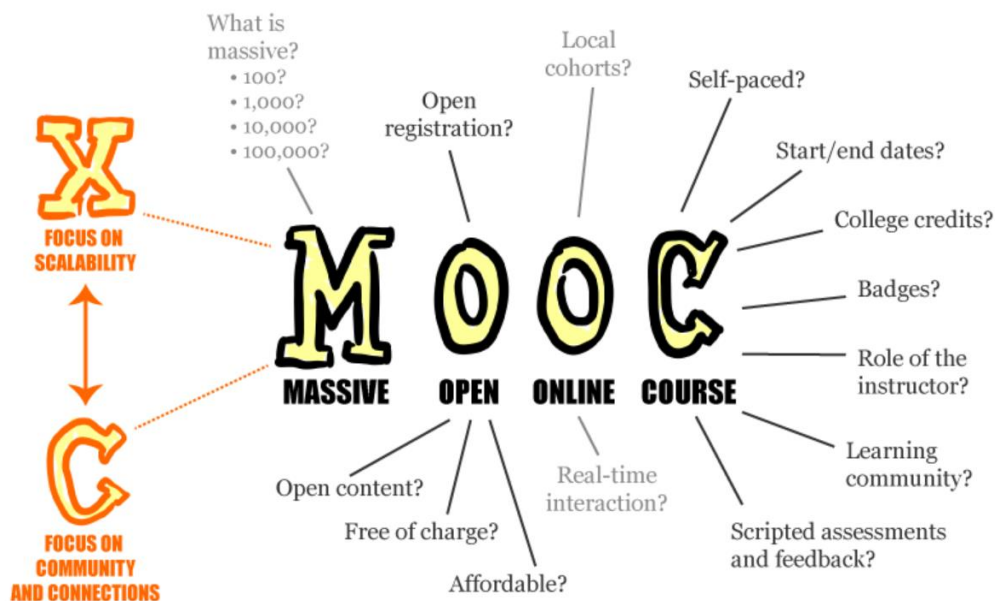 What is
massive?
• 100?
• 1,000?
• 10,000?
• 100,000?
Open
registration?
Local
cohorts?
Self-paced?
Start/end dates?
College credits?
Badges?
Role of the
instructor?
Learning
community?
Scripted assessments
and feedback?
X
FOCUS ON
SCALABILITY
C
FOCUS ON
COMMUNITY
AND CONNECTIONS
MOOC
MASSIVE OPEN ONLINE COURSE
Open content?
Free of charge?
Affordable?
Real-time
interaction?